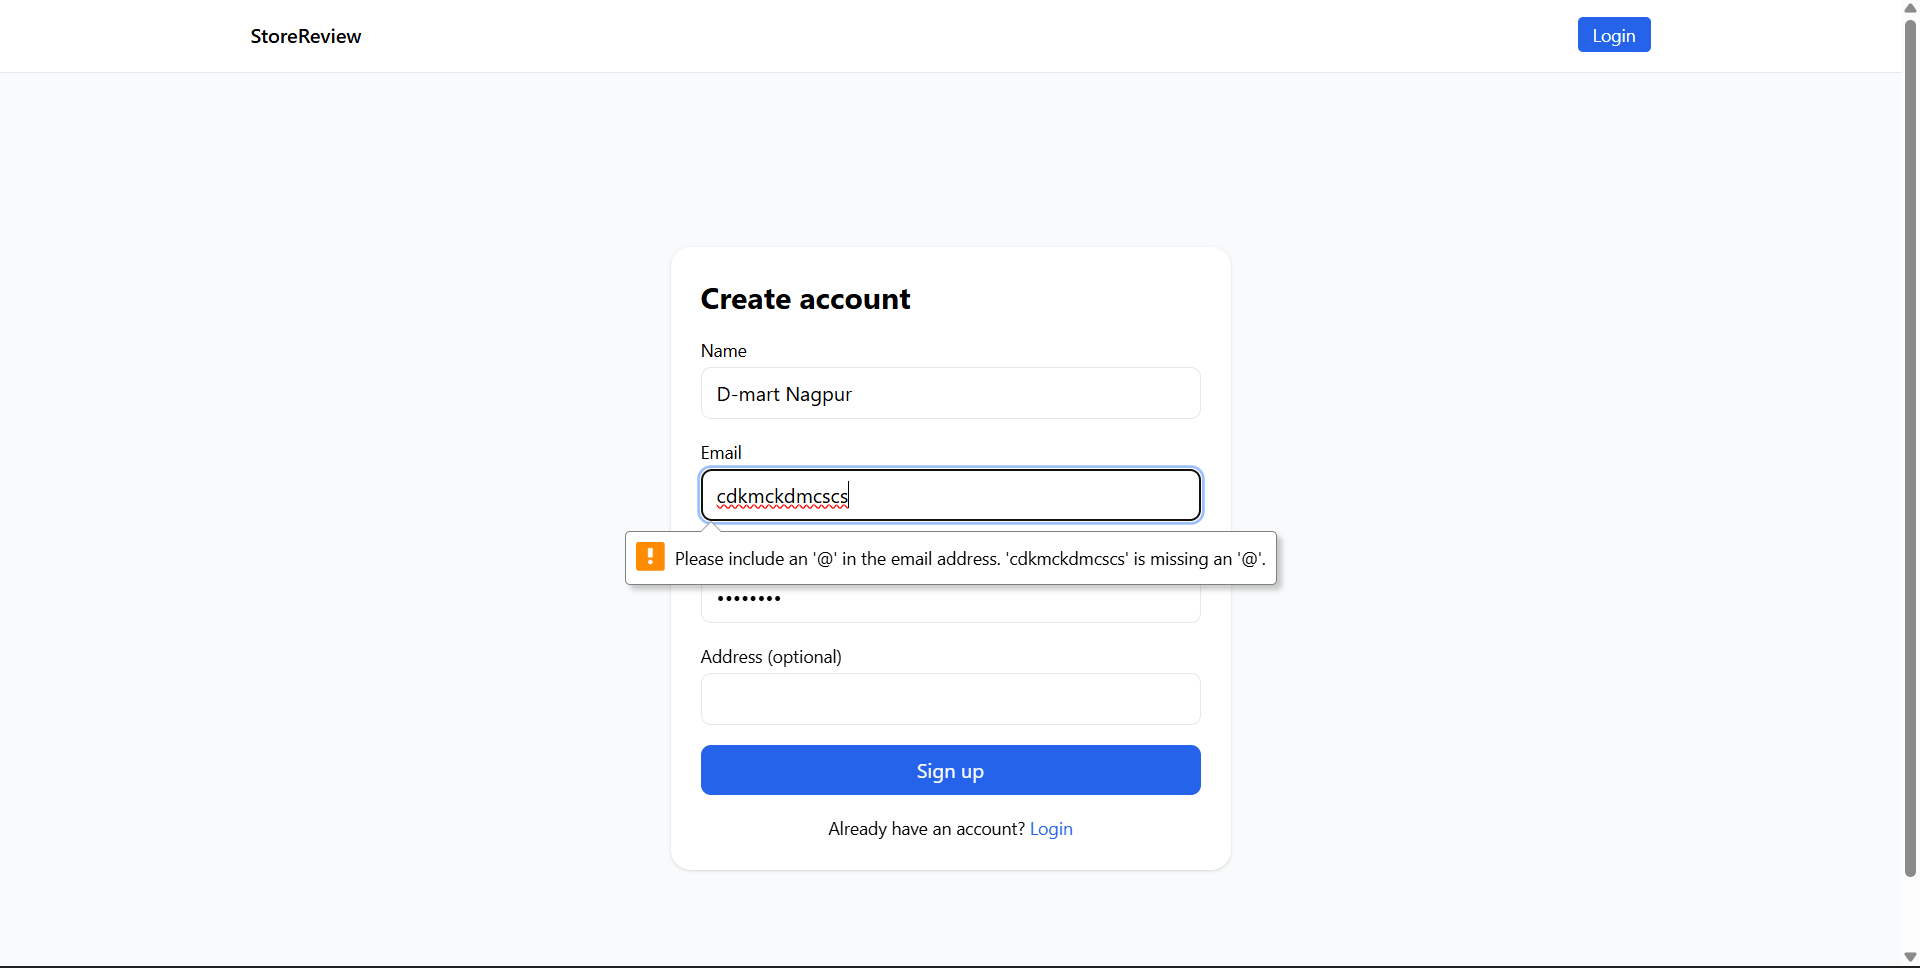 StoreReview
Login
Create account
Name
D-mart Nagpur
Email
cdkmckdmcscs
Please include an '@' in the email address. 'cdkmckdmcscs' is missing an '@'.
••••••••
Address (optional)
Sign up
Already have an account? Login